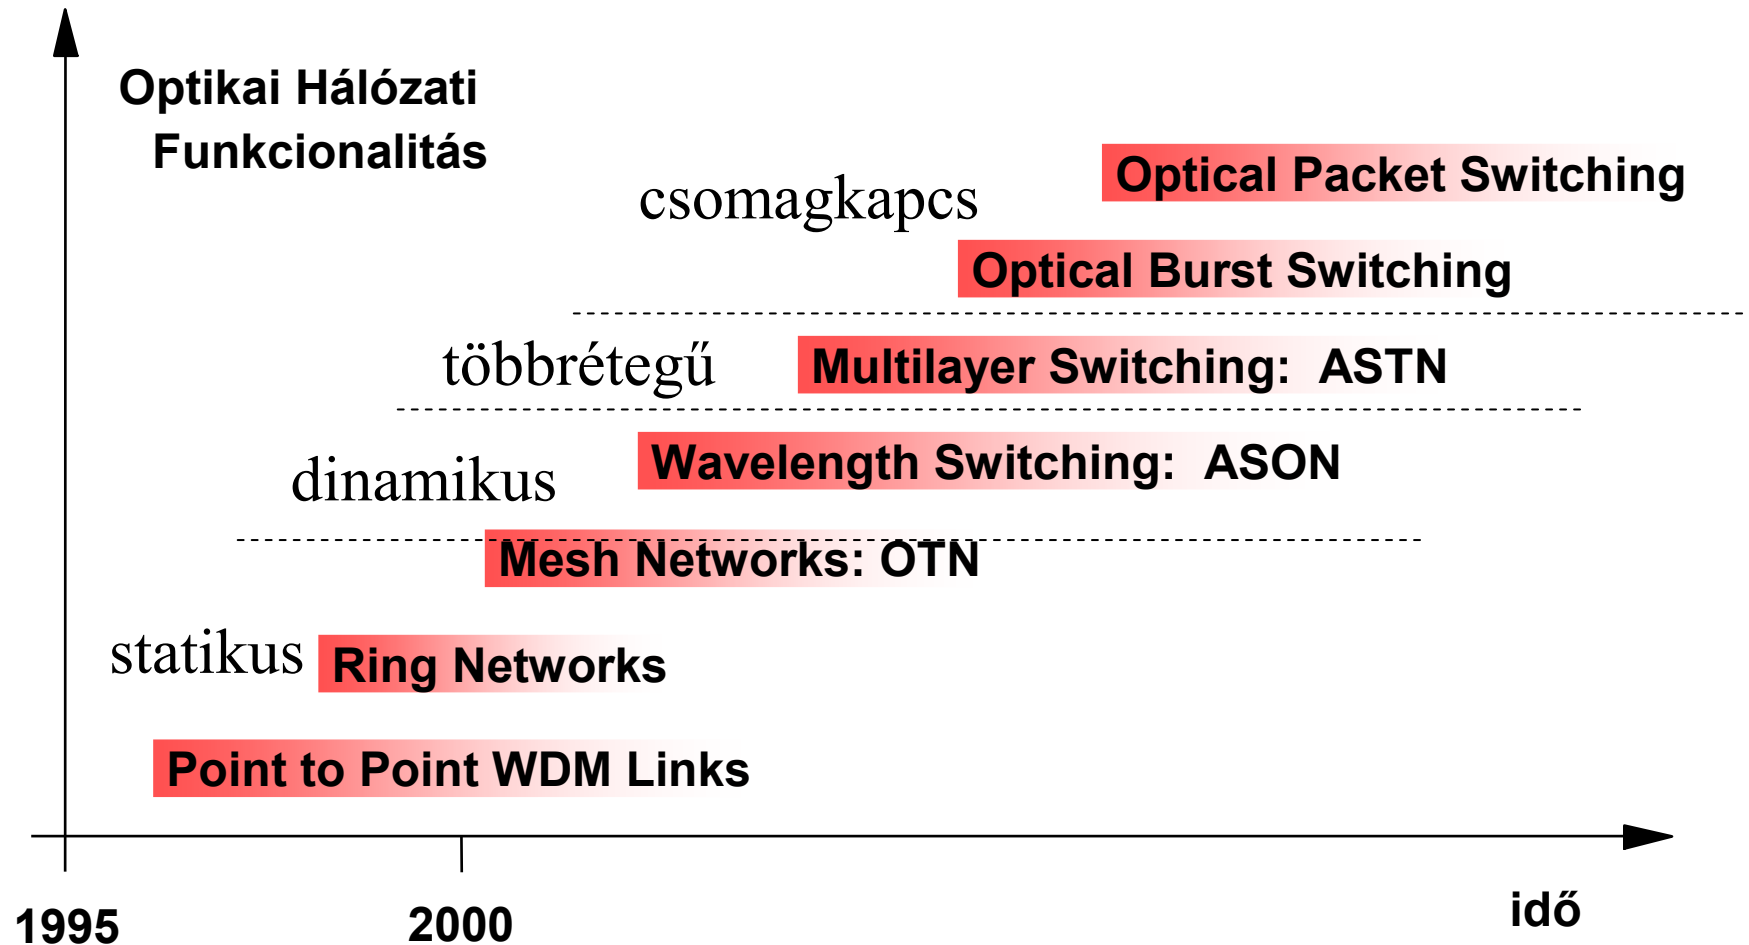 Optikai Hálózati
Funkcionalitás
Optical Packet Switching
csomagkapcs
Optical Burst Switching
többrétegű
Multilayer Switching: ASTN
Wavelength Switching: ASON
dinamikus
Mesh Networks: OTN
statikus
Ring Networks
Point to Point WDM Links
1995
2000
idő